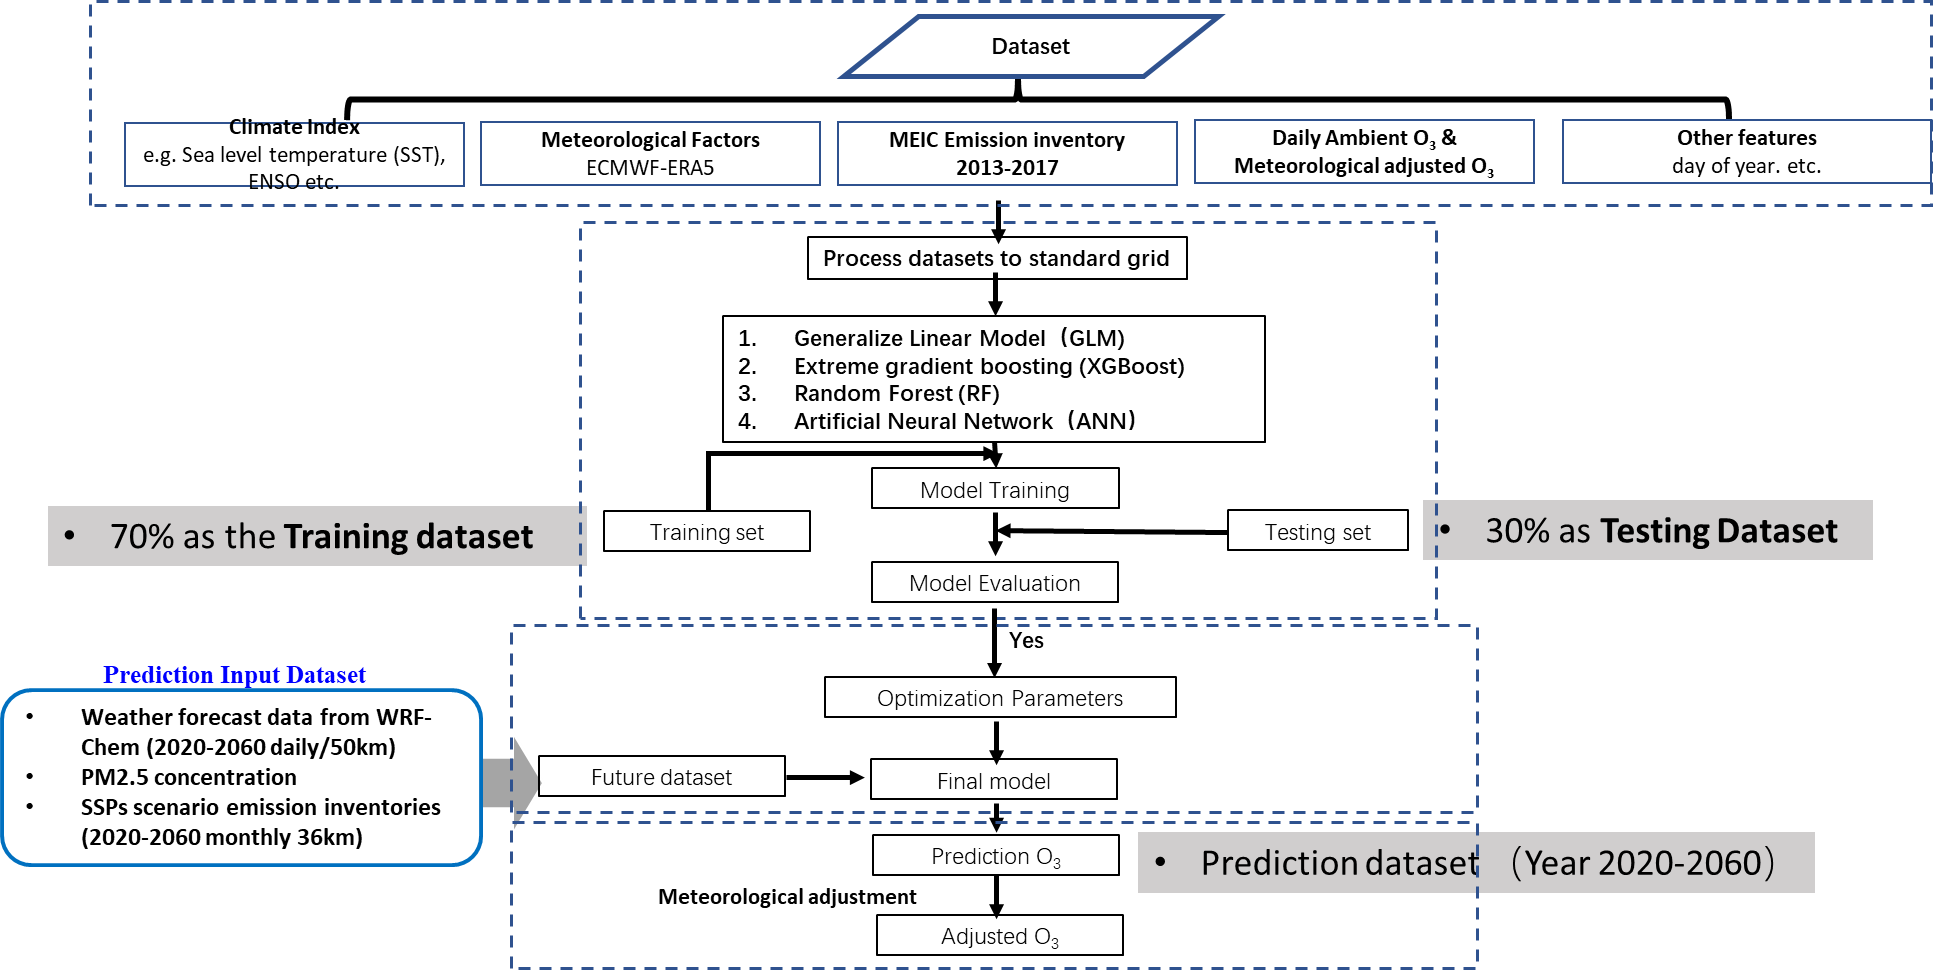 Dataset
Climate Index
e.g. Sea level temperature (SST),
ENSO etc.
Meteorological Factors
ECMWF-ERA5
MEIC Emission inventory
2013-2017
Daily Ambient O₃ &
Meteorological adjusted O₃
Other features
day of year. etc.
Process datasets to standard grid
1. Generalize Linear Model（GLM)
2. Extreme gradient boosting (XGBoost)
3. Random Forest (RF)
4. Artificial Neural Network（ANN）
Model Training
• 70% as the Training dataset
Training set
Testing set
• 30% as Testing Dataset
Model Evaluation
Yes
Optimization Parameters
Prediction Input Dataset
• Weather forecast data from WRF-
Chem (2020-2060 daily/50km)
• PM2.5 concentration
• SSPs scenario emission inventories
(2020-2060 monthly 36km)
Future dataset
Final model
Prediction O₃
• Prediction dataset （Year 2020-2060）
Meteorological adjustment
Adjusted O₃